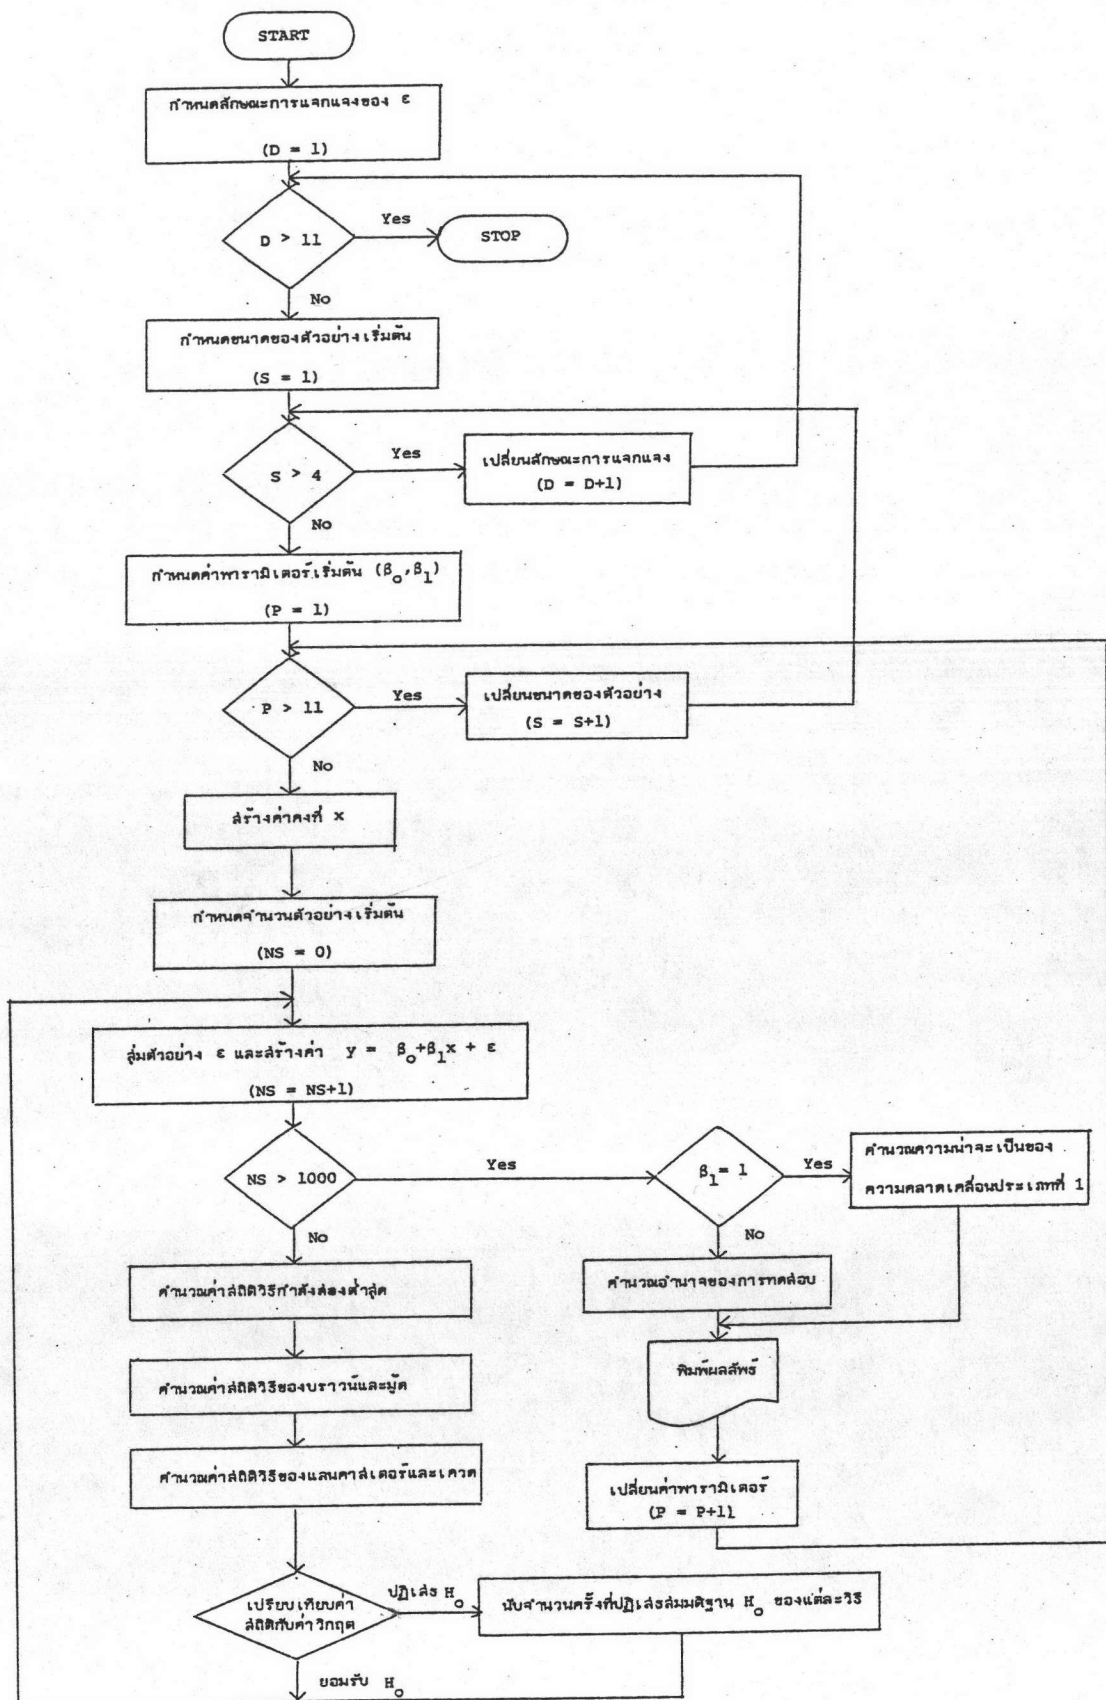 START
กำหนดลักษณะการแจกแจงของ ε
(D = 1)
D > 11
Yes
STOP
No
กำหนดขนาดของตัวอย่างเริ่มต้น
(S = 1)
S > 4
Yes
เปลี่ยนลักษณะการแจกแจง
(D = D+1)
No
กำหนดค่าพารามิเตอร์เริ่มต้น (β₀,β₁)
(P = 1)
P > 11
Yes
เปลี่ยนขนาดของตัวอย่าง
(S = S+1)
No
สร้างค่าคงที่ x
กำหนดจำนวนตัวอย่างเริ่มต้น
(NS = 0)
สุ่มตัวอย่าง ε และสร้างค่า y = β₀+β₁x + ε
(NS = NS+1)
NS > 1000
Yes
β₁= 1
Yes
คำนวณความน่าจะเป็นของ
ความคลาดเคลื่อนประเภทที่ 1
No
No
คำนวณค่าสถิติวิธีกำลังสองต่ำสุด
คำนวณอำนาจของการทดสอบ
พิมพ์ผลลัพธ์
คำนวณค่าสถิติวิธีของบราวน์และมู้ด
คำนวณค่าสถิติวิธีของแลนคาสเตอร์และเควด
เปลี่ยนค่าพารามิเตอร์
(P = P+1)
เปรียบเทียบค่า
สถิติกับค่าวิกฤต
ปฏิเสธ H₀
นับจำนวนครั้งที่ปฏิเสธสมมติฐาน H₀ ของแต่ละวิธี
ยอมรับ H₀